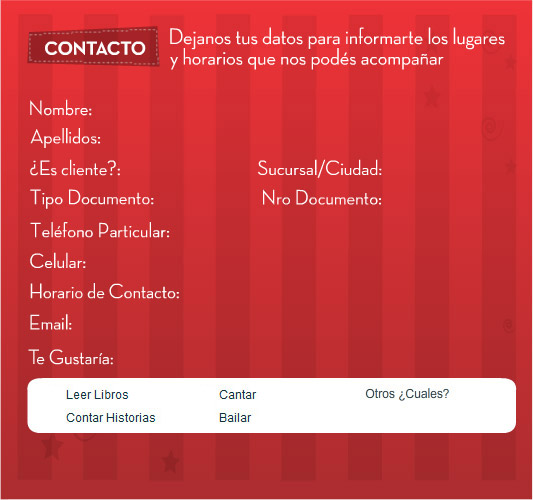 CONTACTO
Dejanos tus datos para informarte los lugares
y horarios que nos podés acompañar
Nombre:
Apellidos:
¿Es cliente?: Sucursal/Ciudad:
Tipo Documento: Nro Documento:
Teléfono Particular:
Celular:
Horario de Contacto:
Email:
Te Gustaría:
Leer Libros Cantar Otros ¿Cuales?
Contar Historias Bailar